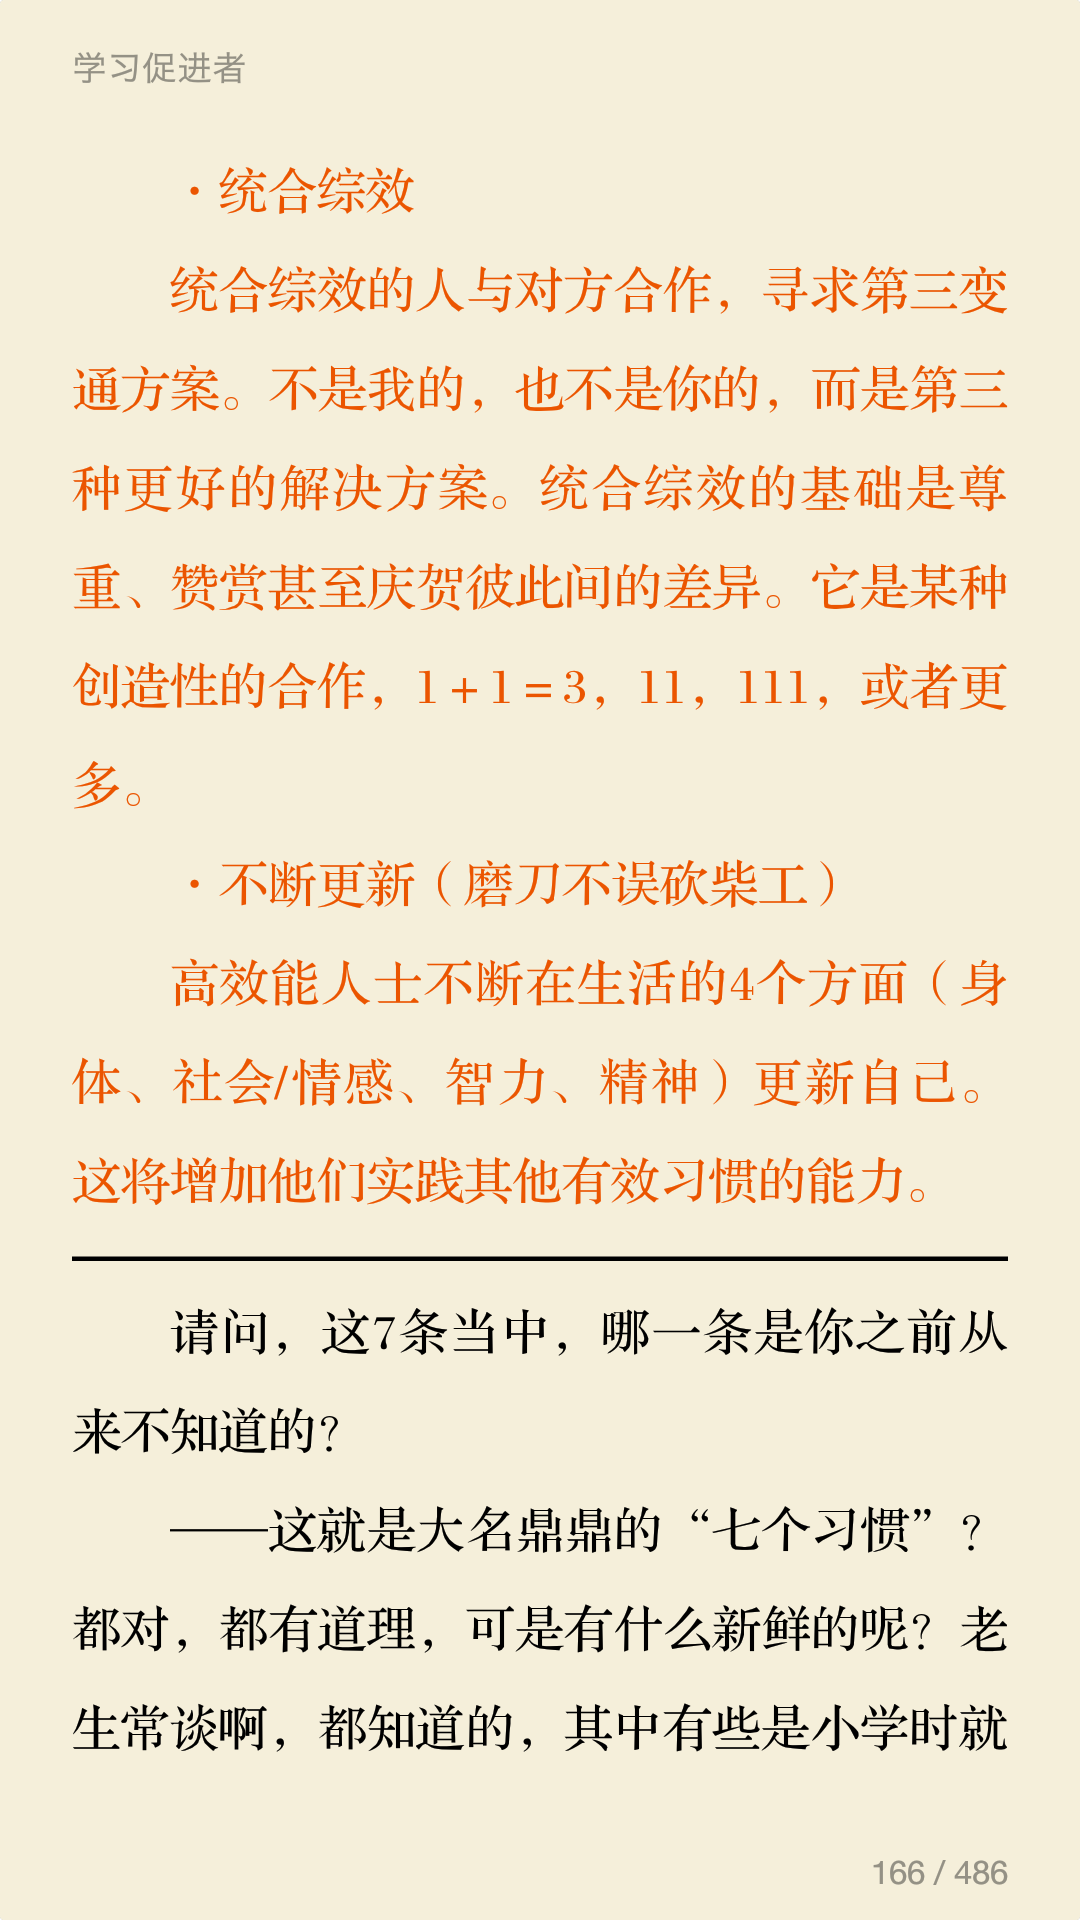 学习促进者
·统合综效
统合综效的人与对方合作，寻求第三变
通方案。不是我的，也不是你的，而是第三
种更好的解决方案。统合综效的基础是尊
重、赞赏甚至庆贺彼此间的差异。它是某种
创造性的合作，1+1=3，11，111，或者更
多。
·不断更新（磨刀不误砍柴工）
高效能人士不断在生活的4个方面（身
体、社会/情感、智力、精神）更新自己。
这将增加他们实践其他有效习惯的能力。
请问，这7条当中，哪一条是你之前从
来不知道的？
——这就是大名鼎鼎的“七个习惯”？
都对，都有道理，可是有什么新鲜的呢？老
生常谈啊，都知道的，其中有些是小学时就
166 / 486